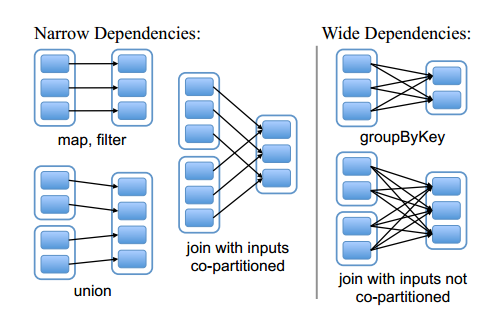 Narrow Dependencies:
map, filter
union
join with inputs
co-partitioned
Wide Dependencies:
groupByKey
join with inputs not
co-partitioned